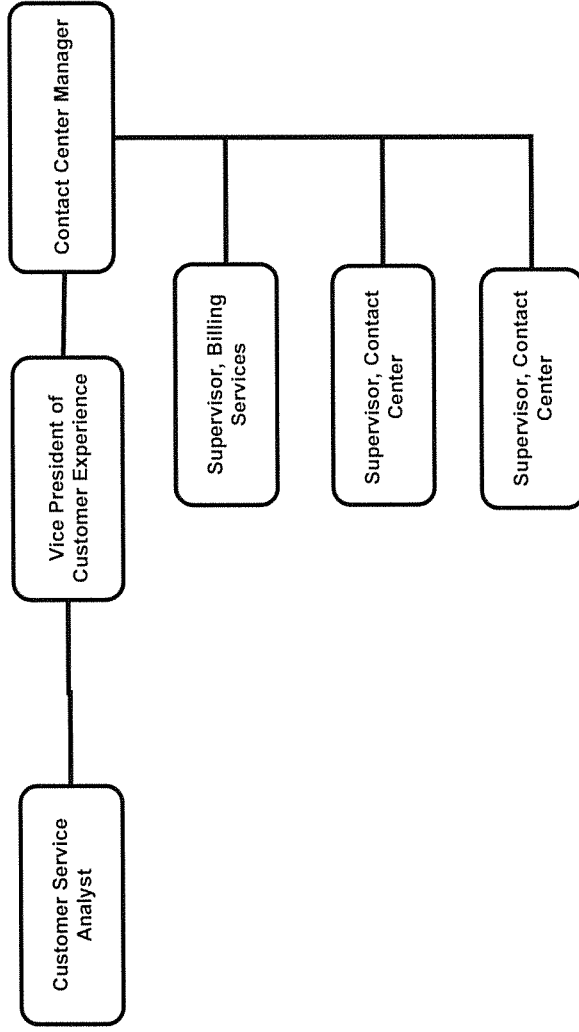 Customer Service
Analyst
Vice President of
Customer Experience
Contact Center Manager
Supervisor, Billing
Services
Supervisor, Contact
Center
Supervisor, Contact
Center